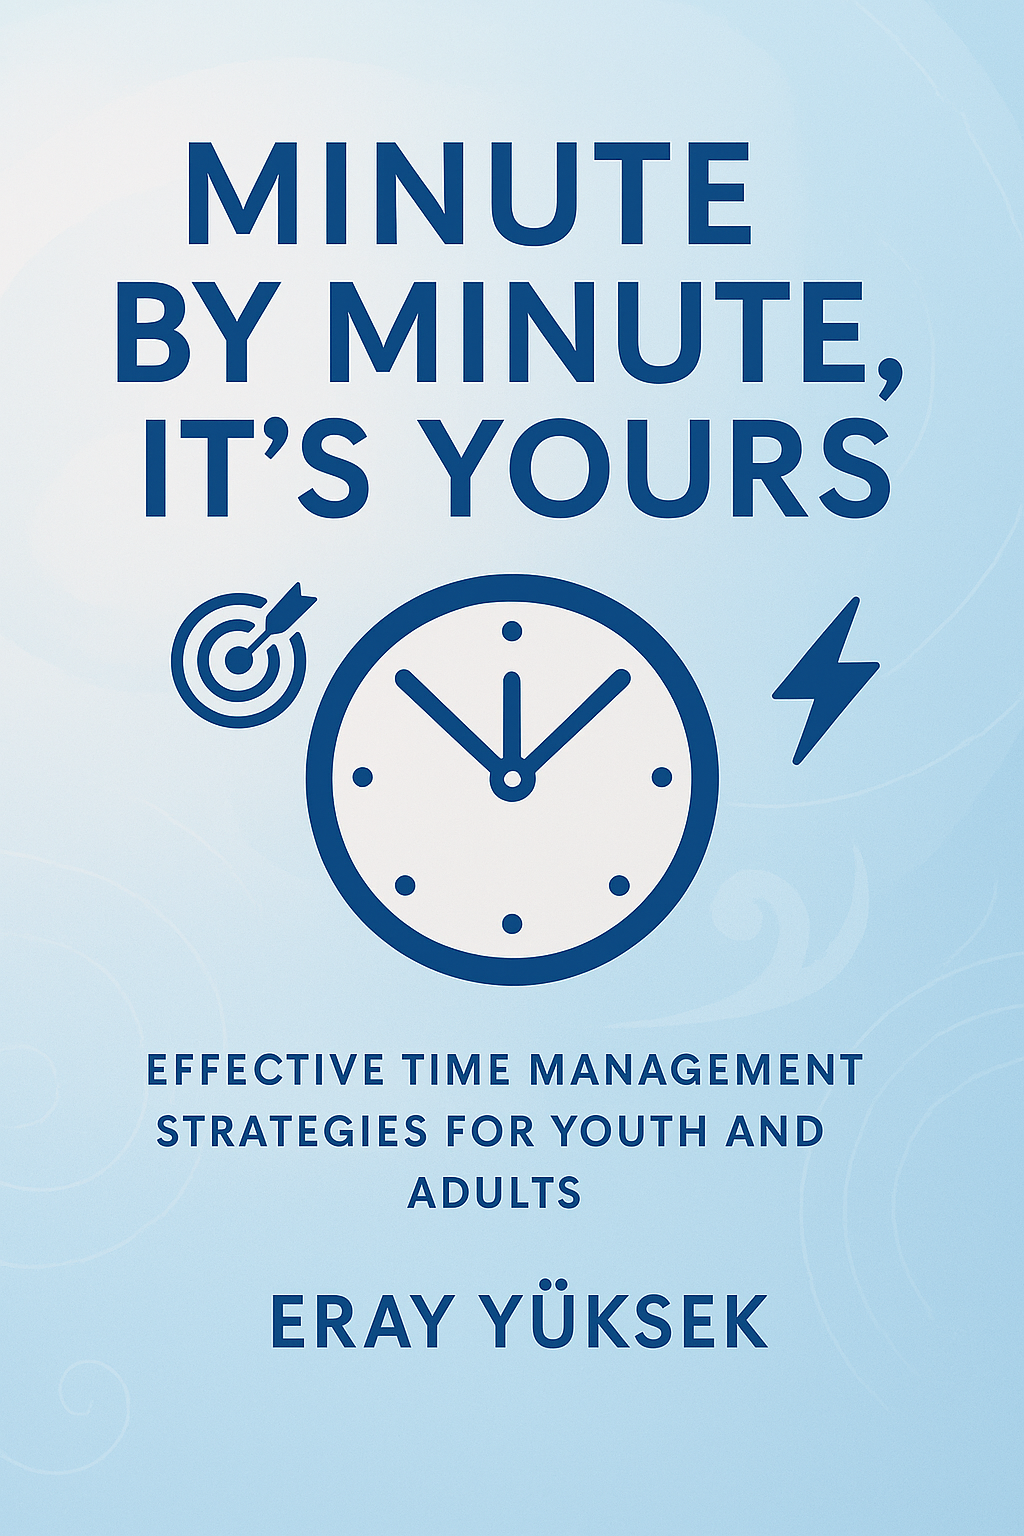 MINUTE
BY MINUTE,
IT’S YOURS
EFFECTIVE TIME MANAGEMENT
STRATEGIES FOR YOUTH AND
ADULTS
ERAY YÜKSEK